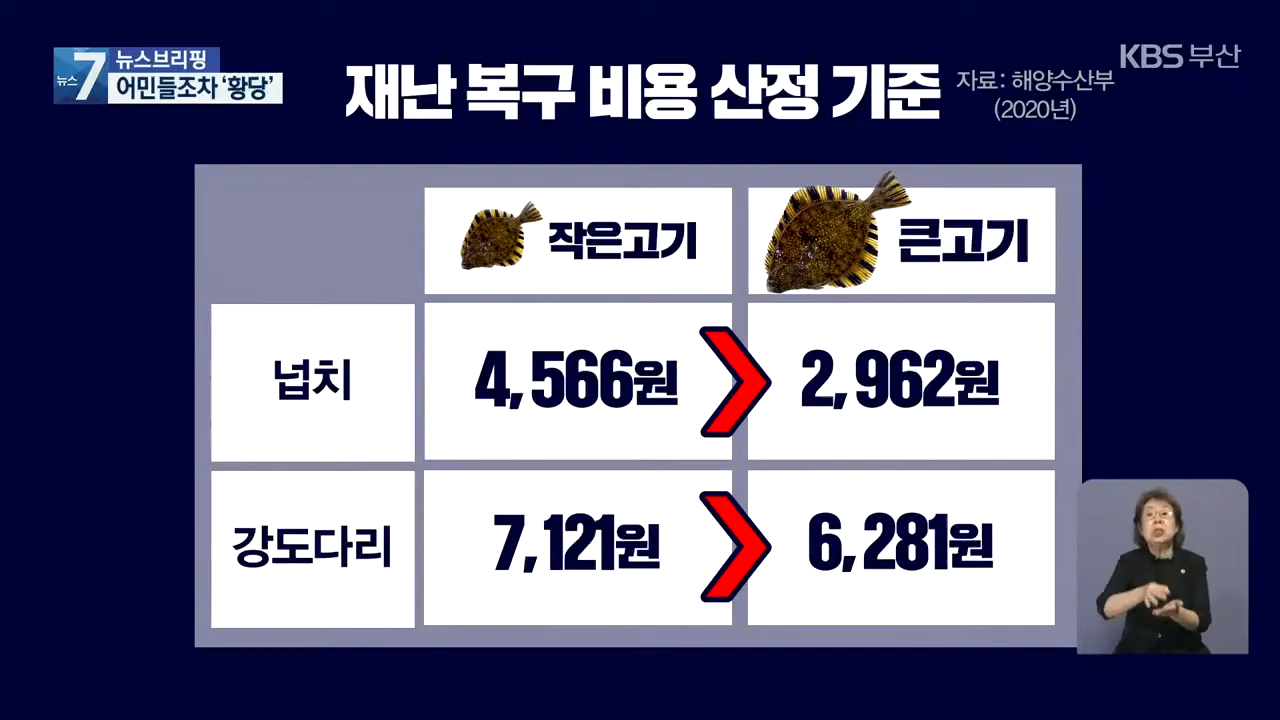 뉴스 7
뉴스브리핑
어민들조차 '황당'
재난 복구 비용 산정 기준
자료 : 해양수산부
(2020년)
KBS 부산
작은고기 큰고기
넙치 4,566원 2,962원
강도다리 7,121원 6,281원